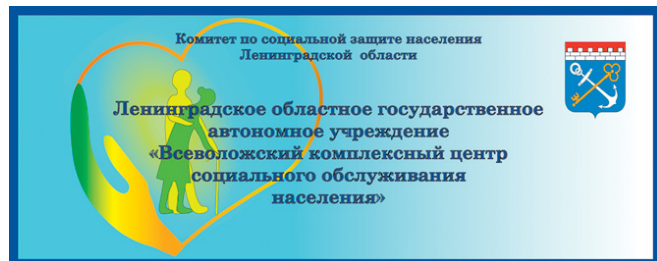 Комитет по социальной защите населения
Ленинградской области
Ленинградское областное государственное
автономное учреждение
«Всеволожский комплексный центр
социального обслуживания
населения»